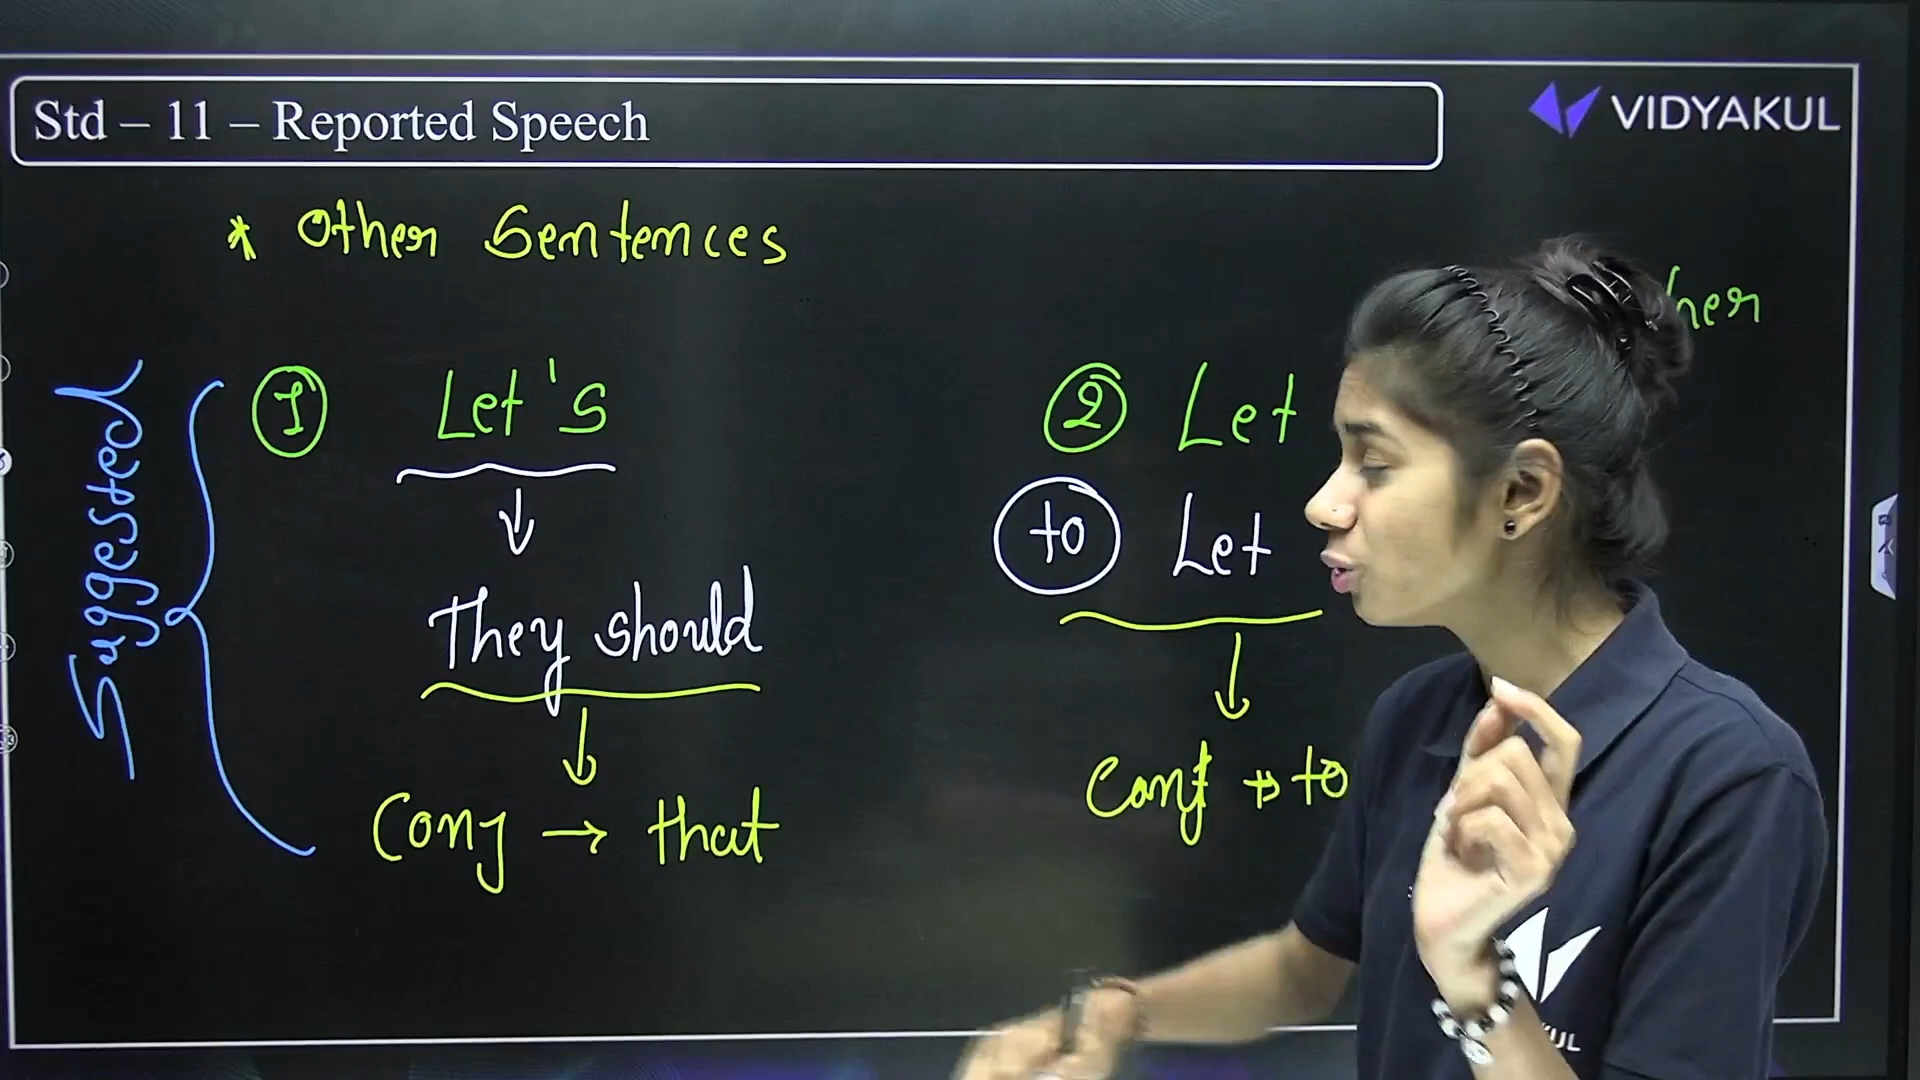 Std – 11 – Reported Speech
VIDYAKUL
* Other Sentences
Suggested
1 Let's
They should
Conj → that
2 Let
to Let
Conj → to